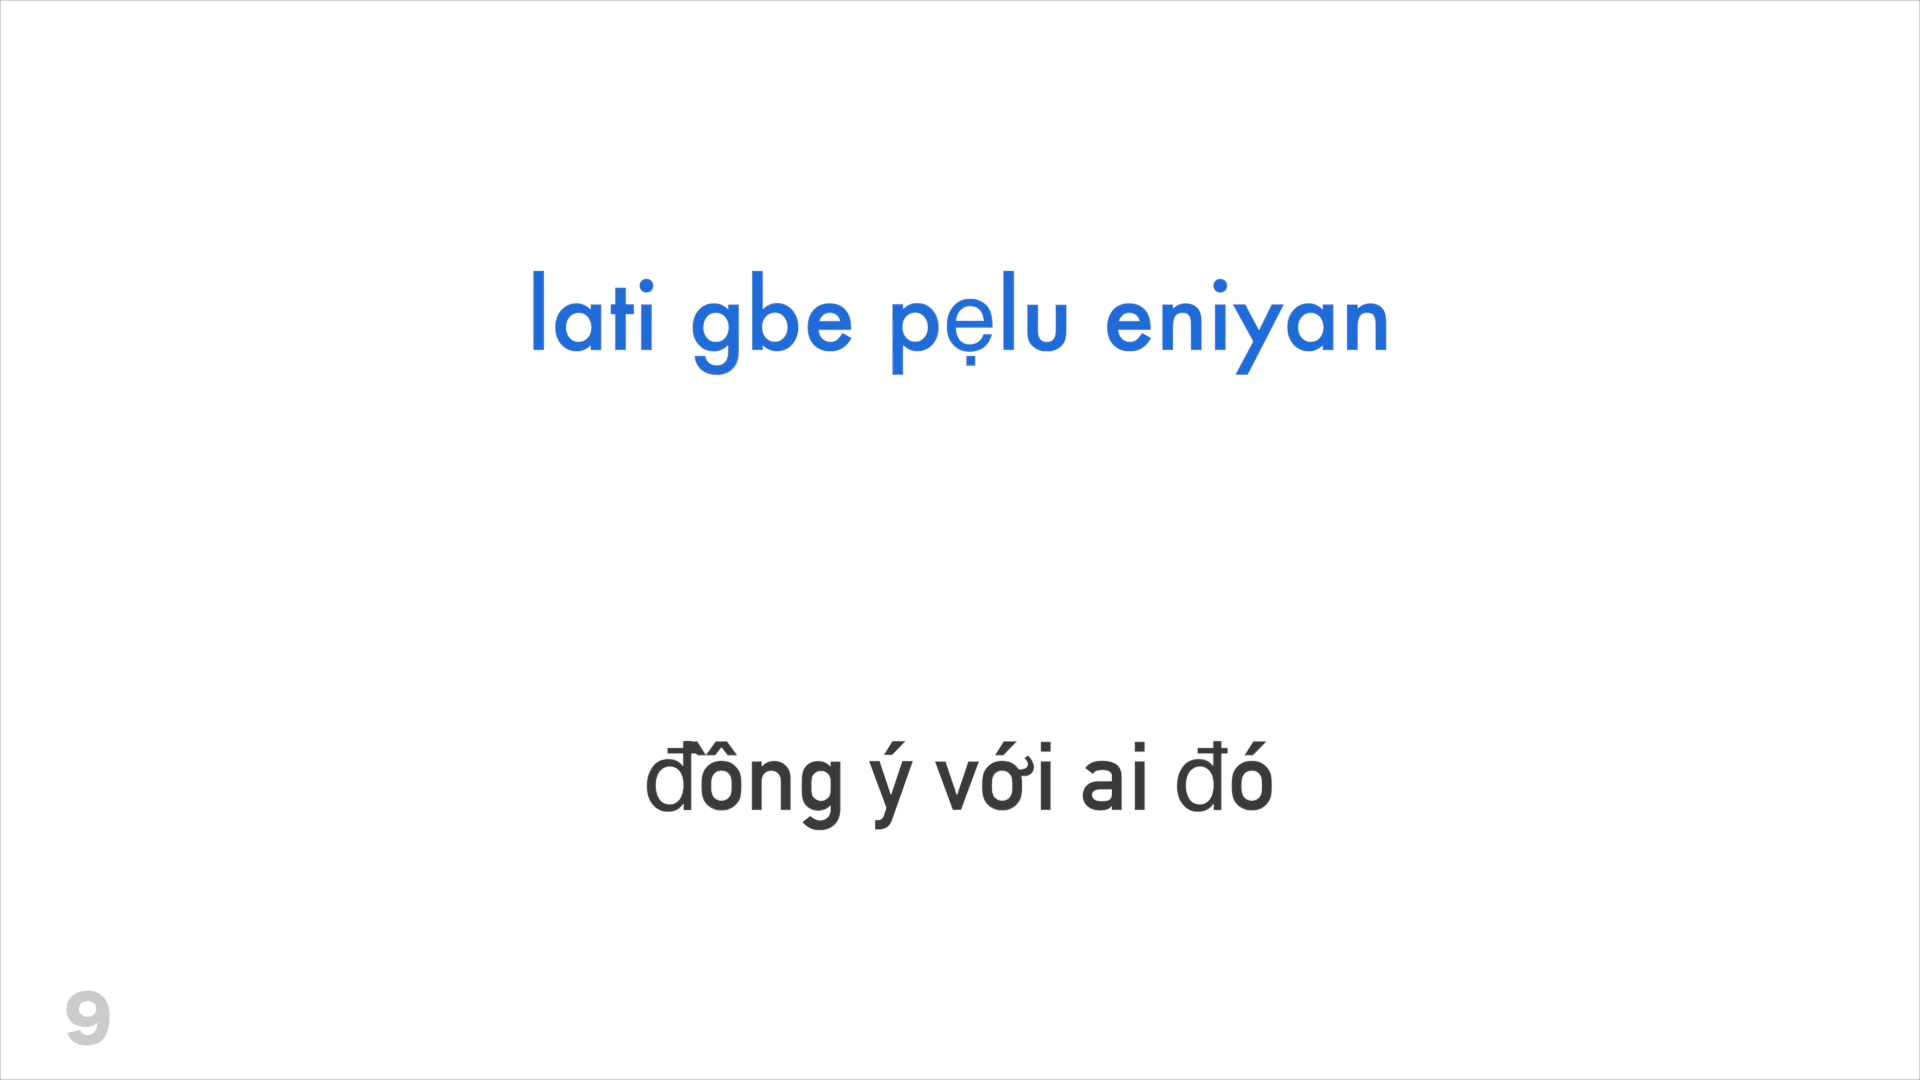 lati gbe pẹlu eniyan
đồng ý với ai đó
9